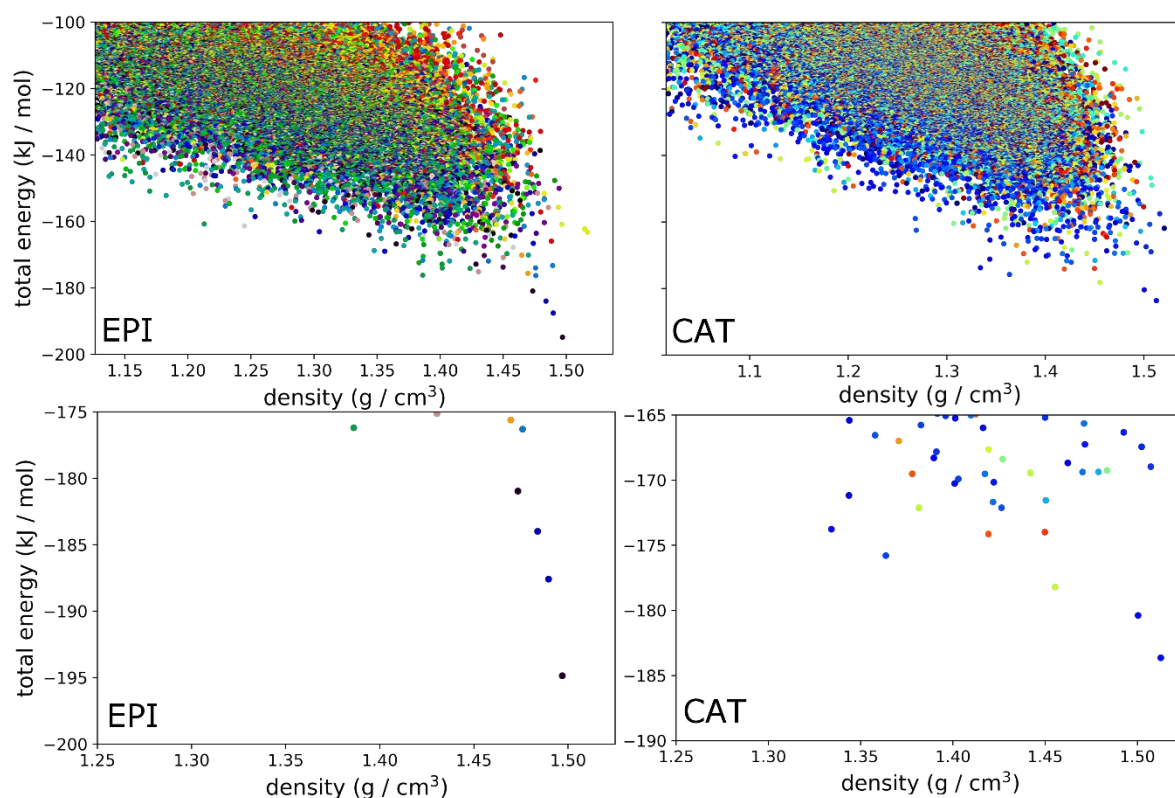 −100
−120
−140
−160
−180
−200
total energy (kJ / mol)
EPI
1.15 1.20 1.25 1.30 1.35 1.40 1.45 1.50
density (g / cm³)
CAT
1.1 1.2 1.3 1.4 1.5
density (g / cm³)
−175
−180
−185
−190
−195
−200
total energy (kJ / mol)
EPI
1.25 1.30 1.35 1.40 1.45 1.50
density (g / cm³)
−165
−170
−175
−180
−185
−190
CAT
1.25 1.30 1.35 1.40 1.45 1.50
density (g / cm³)